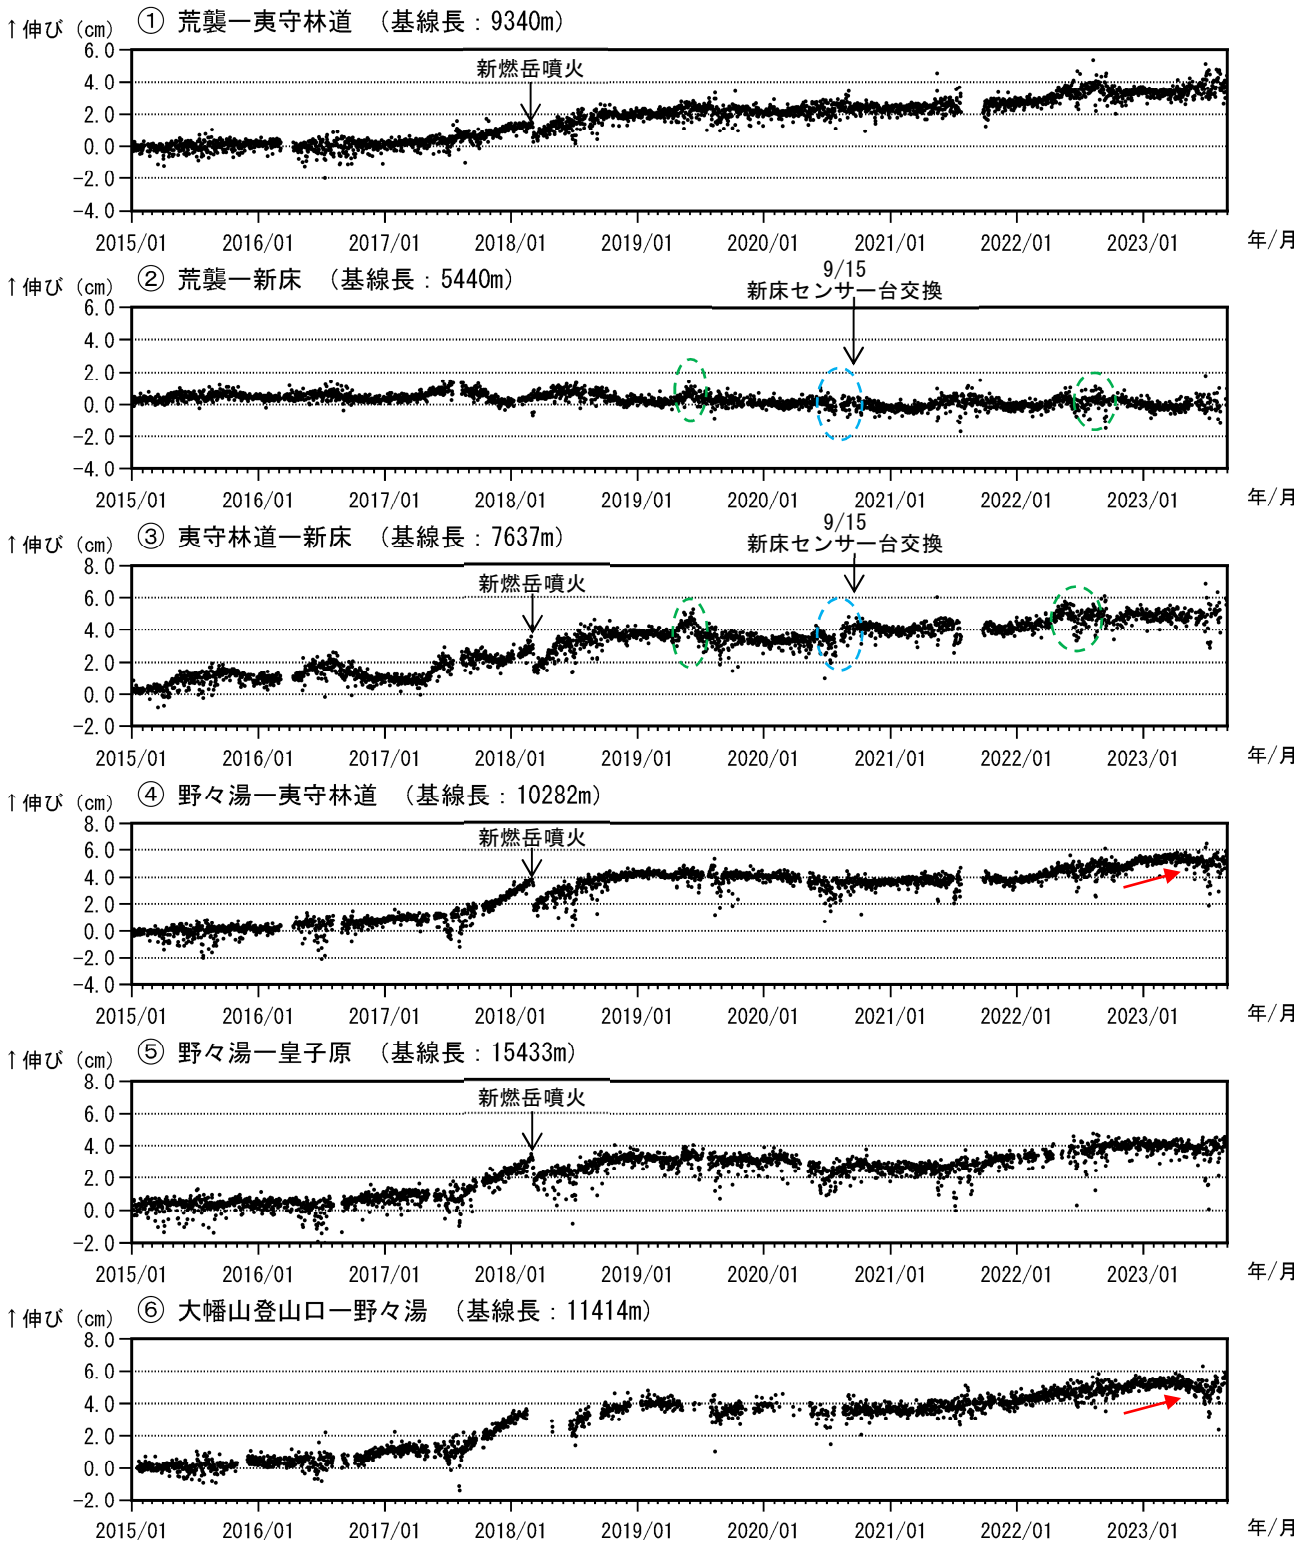 ↑伸び（cm） ① 荒襲ー夷守林道 （基線長：9340m）
新燃岳噴火
6.0
4.0
2.0
0.0
-2.0
-4.0
2015/01 2016/01 2017/01 2018/01 2019/01 2020/01 2021/01 2022/01 2023/01 年/月
↑伸び（cm） ② 荒襲ー新床 （基線長：5440m）
9/15
新床センサー台交換
6.0
4.0
2.0
0.0
-2.0
-4.0
2015/01 2016/01 2017/01 2018/01 2019/01 2020/01 2021/01 2022/01 2023/01 年/月
↑伸び（cm） ③ 夷守林道ー新床 （基線長：7637m）
9/15
新床センサー台交換
新燃岳噴火
8.0
6.0
4.0
2.0
0.0
-2.0
2015/01 2016/01 2017/01 2018/01 2019/01 2020/01 2021/01 2022/01 2023/01 年/月
↑伸び（cm） ④ 野々湯ー夷守林道 （基線長：10282m）
新燃岳噴火
8.0
6.0
4.0
2.0
0.0
-2.0
-4.0
2015/01 2016/01 2017/01 2018/01 2019/01 2020/01 2021/01 2022/01 2023/01 年/月
↑伸び（cm） ⑤ 野々湯ー皇子原 （基線長：15433m）
新燃岳噴火
8.0
6.0
4.0
2.0
0.0
-2.0
2015/01 2016/01 2017/01 2018/01 2019/01 2020/01 2021/01 2022/01 2023/01 年/月
↑伸び（cm） ⑥ 大幡山登山口ー野々湯 （基線長：11414m）
8.0
6.0
4.0
2.0
0.0
-2.0
2015/01 2016/01 2017/01 2018/01 2019/01 2020/01 2021/01 2022/01 2023/01 年/月